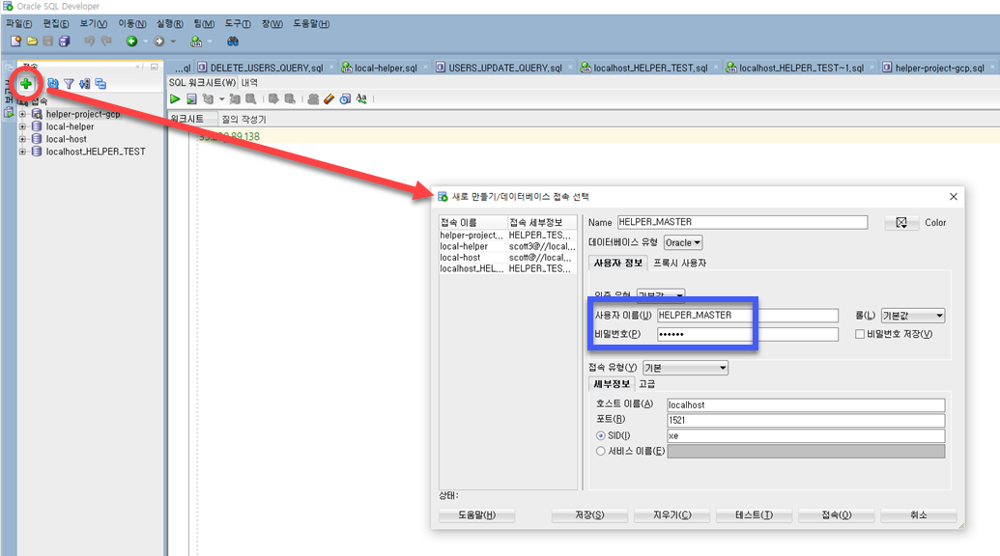 Oracle SQL Developer
파일(F) 편집(E) 보기(V) 이동(N) 실행(R) 팀(M) 도구(T) 창(W) 도움말(H)
접속
...ql DELETE_USERS_QUERY.sql local-helper.sql USERS_UPDATE_QUERY.sql localhost_HELPER_TEST.sql localhost_HELPER_TEST~1.sql helper-project-gcp.sql
SQL 워크시트(W) 내역
접속
helper-project-gcp
local-helper
local-host
localhost_HELPER_TEST
워크시트 질의 작성기
89.138
새로 만들기/데이터베이스 접속 선택
접속 이름 접속 세부정보
helper-project... HELPER_TES...
local-helper scott3@//local...
local-host scott@//local...
localhost_HEL... HELPER_TES...
Name HELPER_MASTER Color
데이터베이스 유형 Oracle
사용자 정보 프록시 사용자
인증 유형 기본값
사용자 이름(U) HELPER_MASTER 롤(L) 기본값
비밀번호(P) •••••• 비밀번호 저장(V)
접속 유형(Y) 기본
세부정보 고급
호스트 이름(A) localhost
포트(R) 1521
SID(I) xe
서비스 이름(E)
상태:
도움말(H) 저장(S) 지우기(C) 테스트(T) 접속(O) 취소